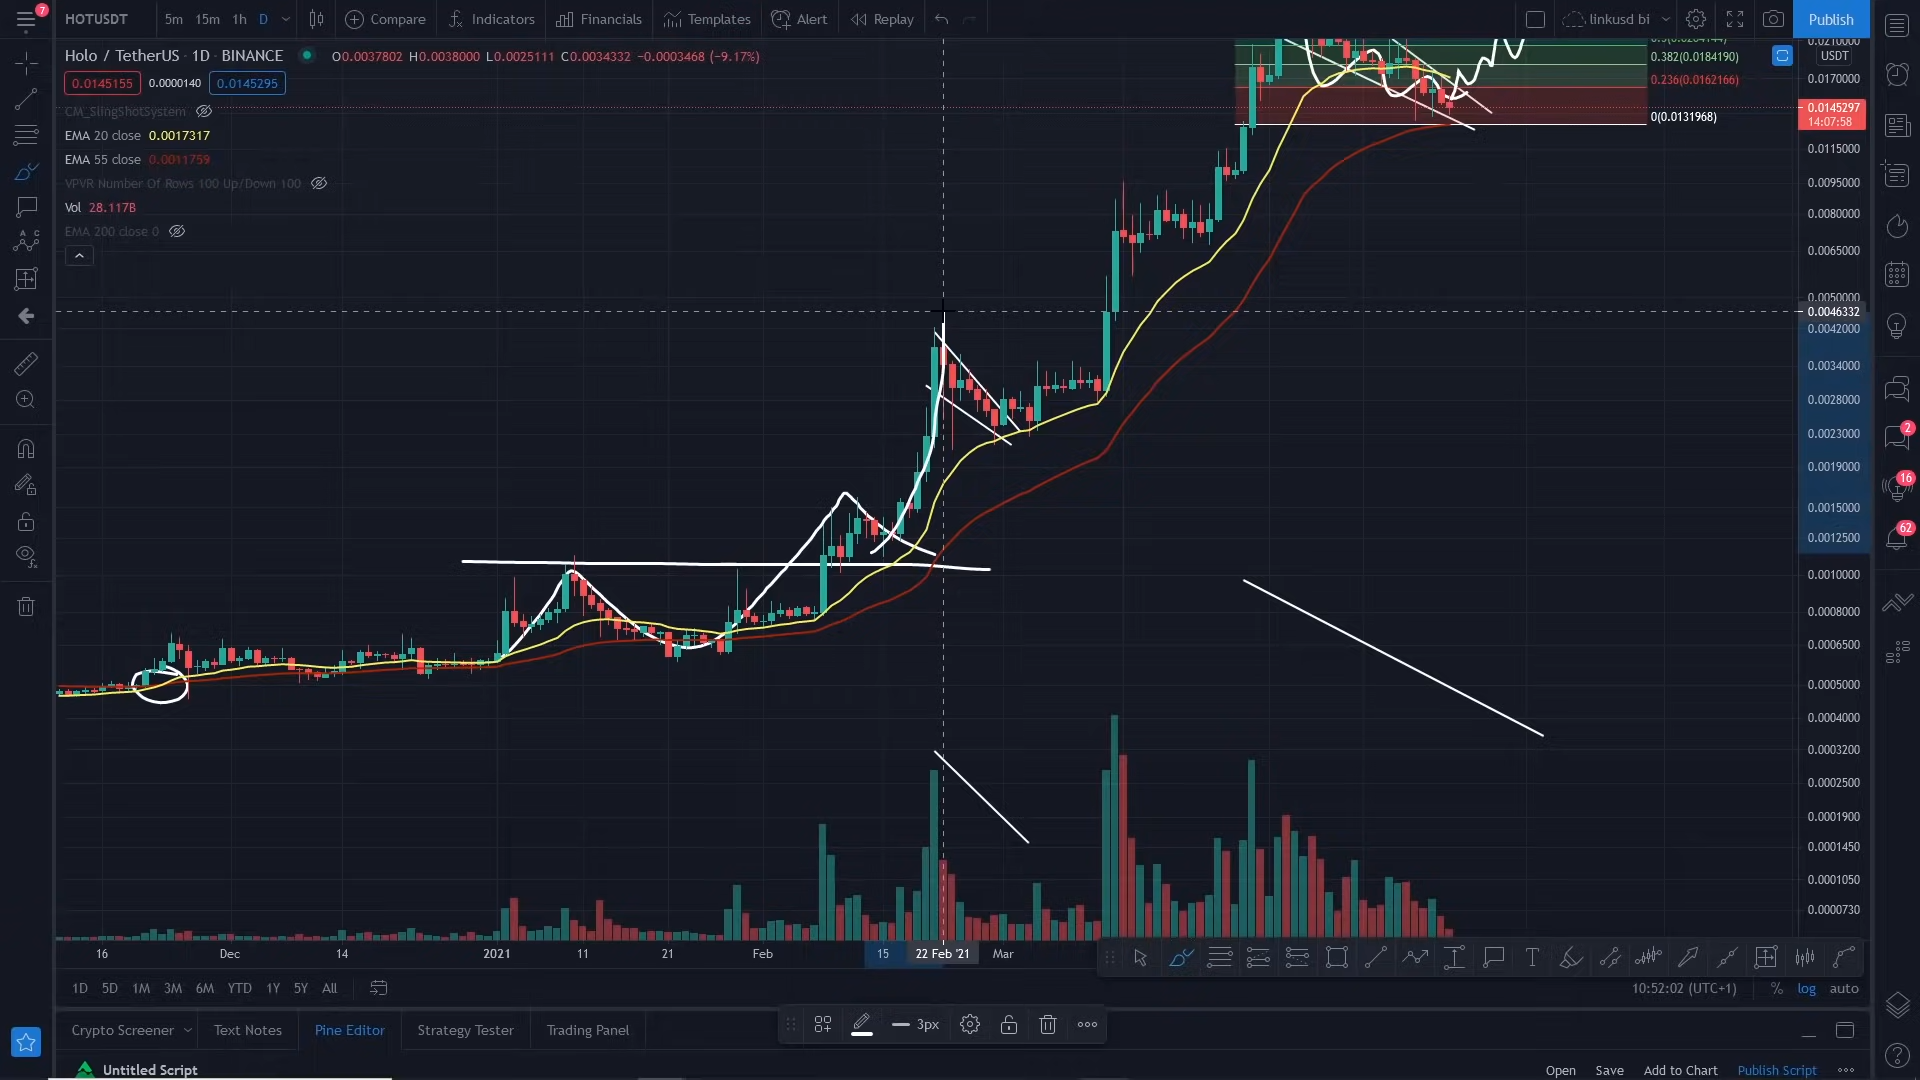 7
HOTUSDT 5m 15m 1h D Compare Indicators Financials Templates Alert Replay linkusd bi Publish
Holo / TetherUS · 1D · BINANCE O0.0037802 H0.0038000 L0.0025111 C0.0034332 −0.0003468 (−9.17%)
0.0145155 0.0000140 0.0145295
CM_SlingShotSystem
EMA 20 close 0.0017317
EMA 55 close 0.0011759
VPVR Number Of Rows 100 Up/Down 100
Vol 28.117B
EMA 200 close 0
0.382(0.0184190)
0.236(0.0162166)
0(0.0131968)
0.0210000
USDT
0.0170000
0.0145297
14:07:58
0.0115000
0.0095000
0.0080000
0.0065000
0.0050000
0.0046332
0.0042000
0.0034000
0.0028000
0.0023000
0.0019000
0.0015000
0.0012500
0.0010000
0.0008000
0.0006500
0.0005000
0.0004000
0.0003200
0.0002500
0.0001900
0.0001450
0.0001050
0.0000730
2
16
62
16 Dec 14 2021 11 21 Feb 15 22 Feb '21 Mar
1D 5D 1M 3M 6M YTD 1Y 5Y All 10:52:02 (UTC+1) % log auto
Crypto Screener Text Notes Pine Editor Strategy Tester Trading Panel 3px
Untitled Script Open Save Add to Chart Publish Script